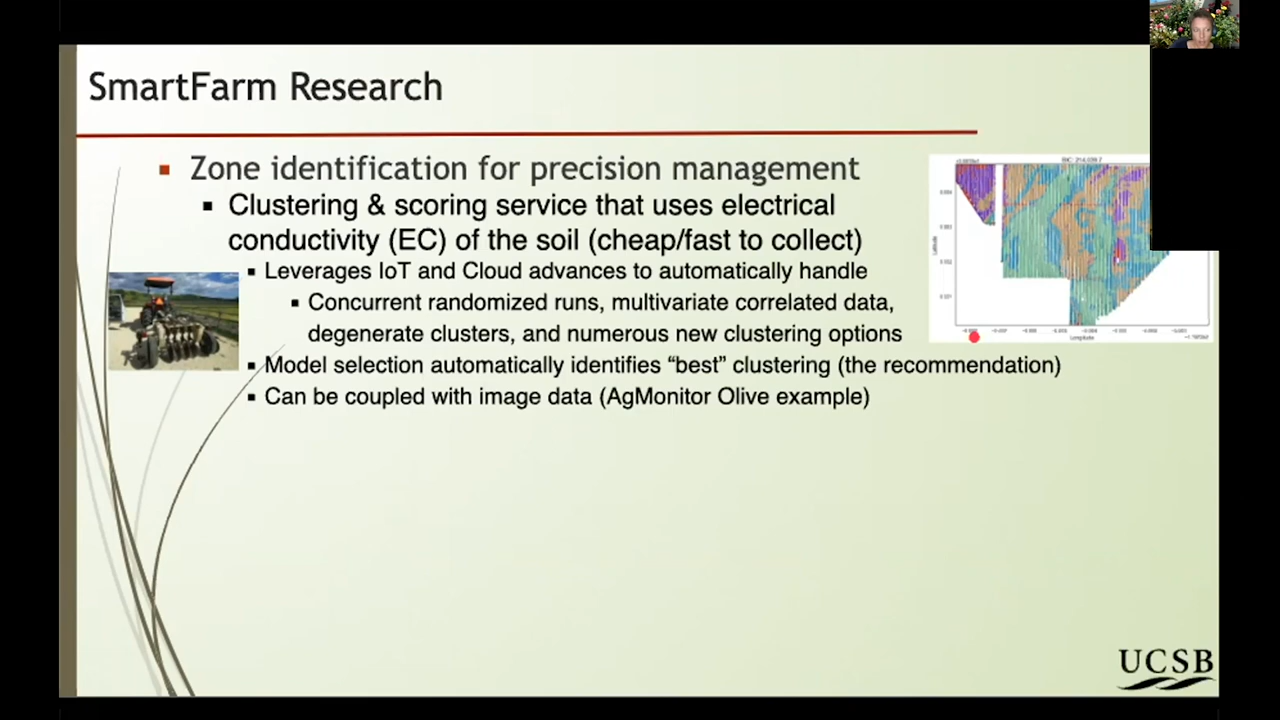 SmartFarm Research
Zone identification for precision management
Clustering & scoring service that uses electrical
conductivity (EC) of the soil (cheap/fast to collect)
Leverages IoT and Cloud advances to automatically handle
Concurrent randomized runs, multivariate correlated data,
degenerate clusters, and numerous new clustering options
Model selection automatically identifies “best” clustering (the recommendation)
Can be coupled with image data (AgMonitor Olive example)
Latitude
Longitude
UCSB